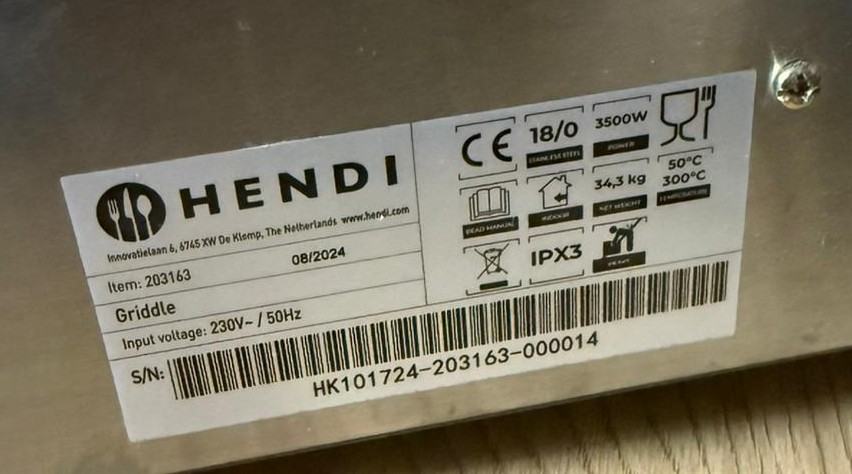 HENDI
Innovatielaan 6, 6745 XW De Klomp, The Netherlands www.hendi.com
Item: 203163 08/2024
Griddle
Input voltage: 230V~ / 50Hz
S/N:
HK101724-203163-000014
CE
18/0
STAINLESS STEEL
3500W
POWER
READ MANUAL
INDOOR
34,3 kg
NET WEIGHT
50°C
300°C
TEMPERATURE
IPX3
HEAVY